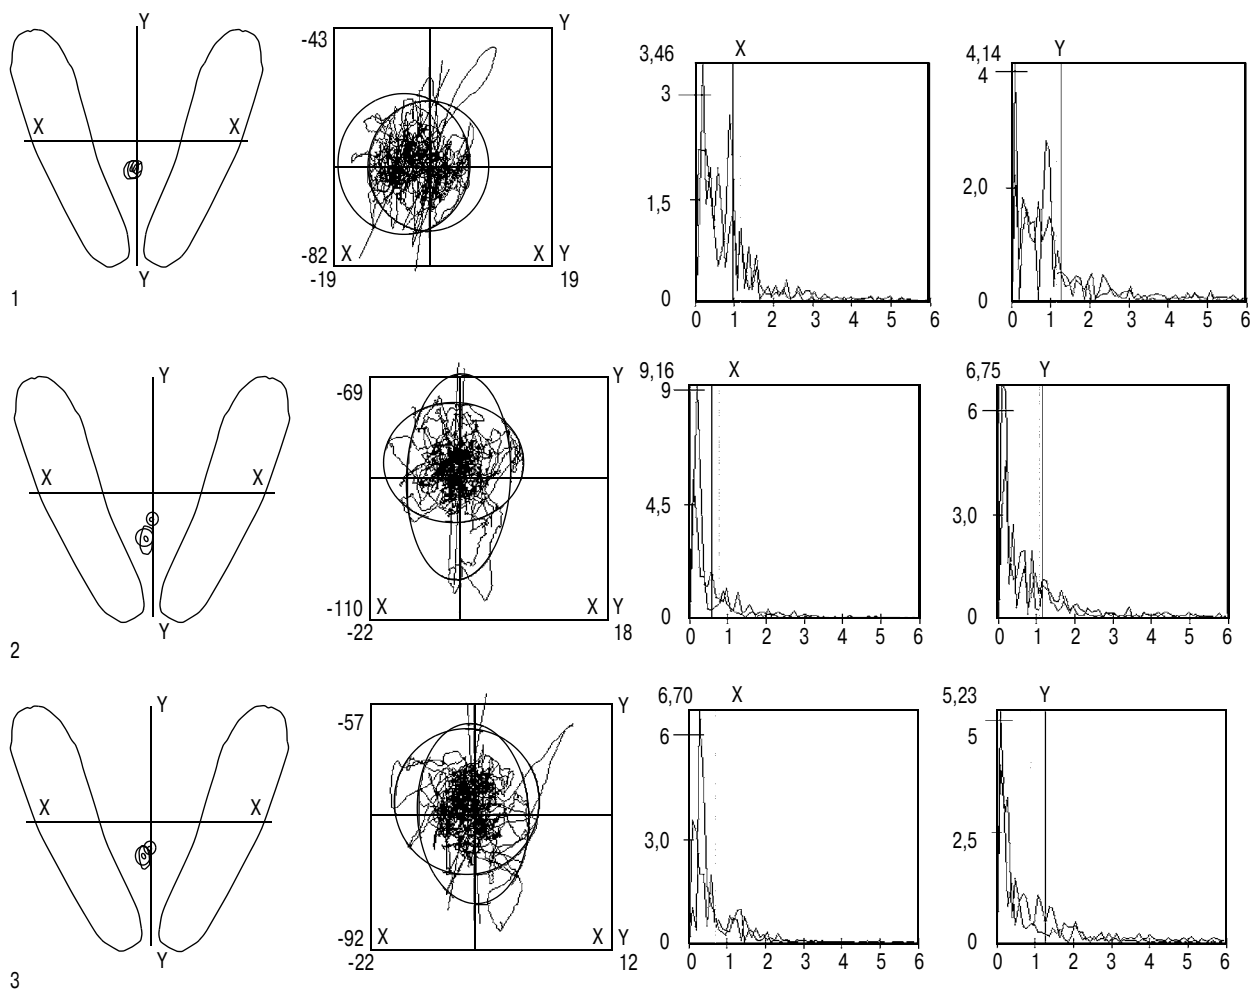 Y
X X
Y
1
-43 Y
-82 X X Y
-19 19
3,46 X
3
1,5
0
0 1 2 3 4 5 6
4,14 Y
4
2,0
0
0 1 2 3 4 5 6
Y
X X
Y
2
-69 Y
-110 X X Y
-22 18
9,16 X
9
4,5
0
0 1 2 3 4 5 6
6,75 Y
6
3,0
0
0 1 2 3 4 5 6
Y
X X
Y
3
-57 Y
-92 X X Y
-22 12
6,70 X
6
3,0
0
0 1 2 3 4 5 6
5,23 Y
5
2,5
0
0 1 2 3 4 5 6